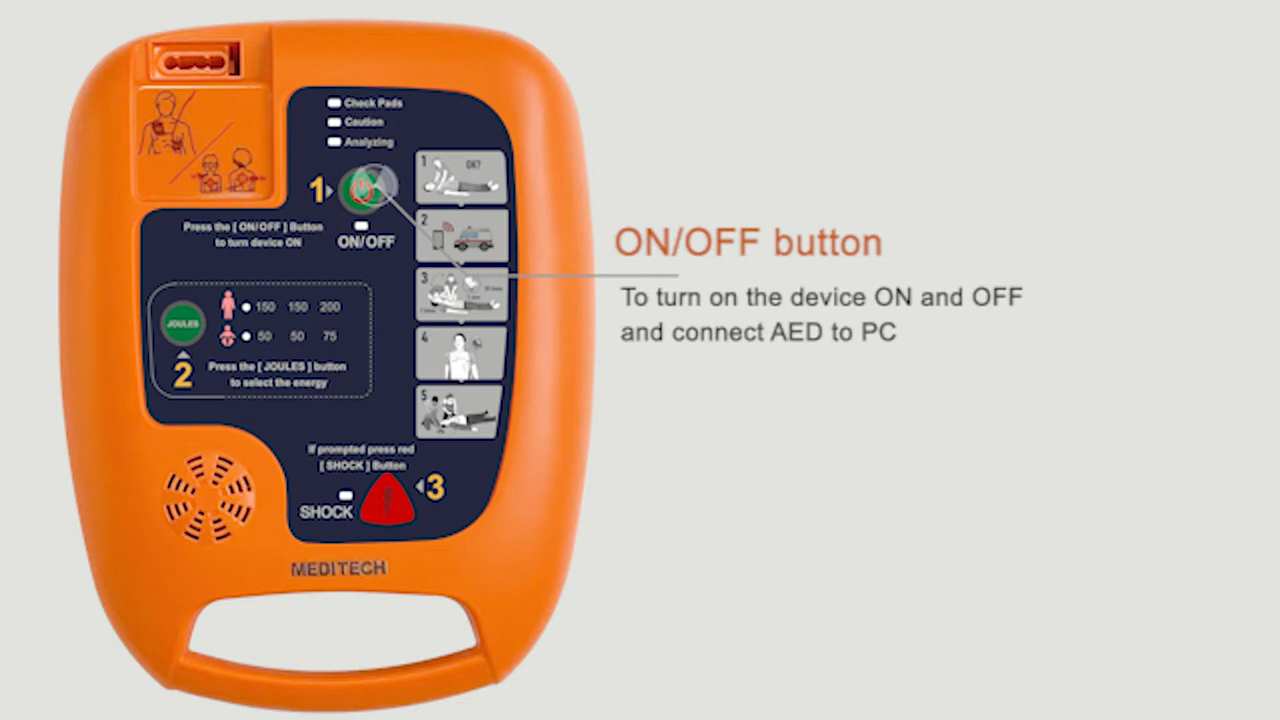 Check Pads
Caution
Analyzing
1
Press the [ ON/OFF ] Button
to turn device ON
ON/OFF
JOULES
150 150 200
50 50 75
2
Press the [ JOULES ] button
to select the energy
1
OK?
2
3
4
5
If prompted press red
[ SHOCK ] Button
SHOCK
3
MEDITECH
ON/OFF button
To turn on the device ON and OFF
and connect AED to PC